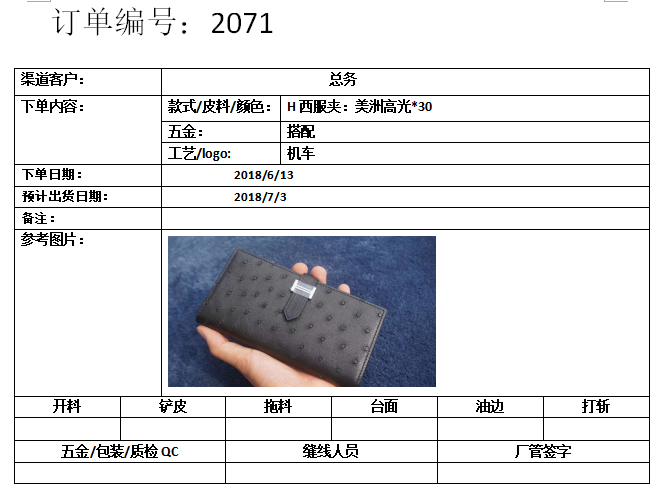 订单编号：2071
渠道客户： 总务
下单内容： 款式/皮料/颜色： H 西服夹：美洲高光*30
五金： 搭配
工艺/logo: 机车
下单日期： 2018/6/13
预计出货日期： 2018/7/3
备注：
参考图片：
开料 铲皮 拖料 台面 油边 打斩
五金/包装/质检 QC 缝线人员 厂管签字